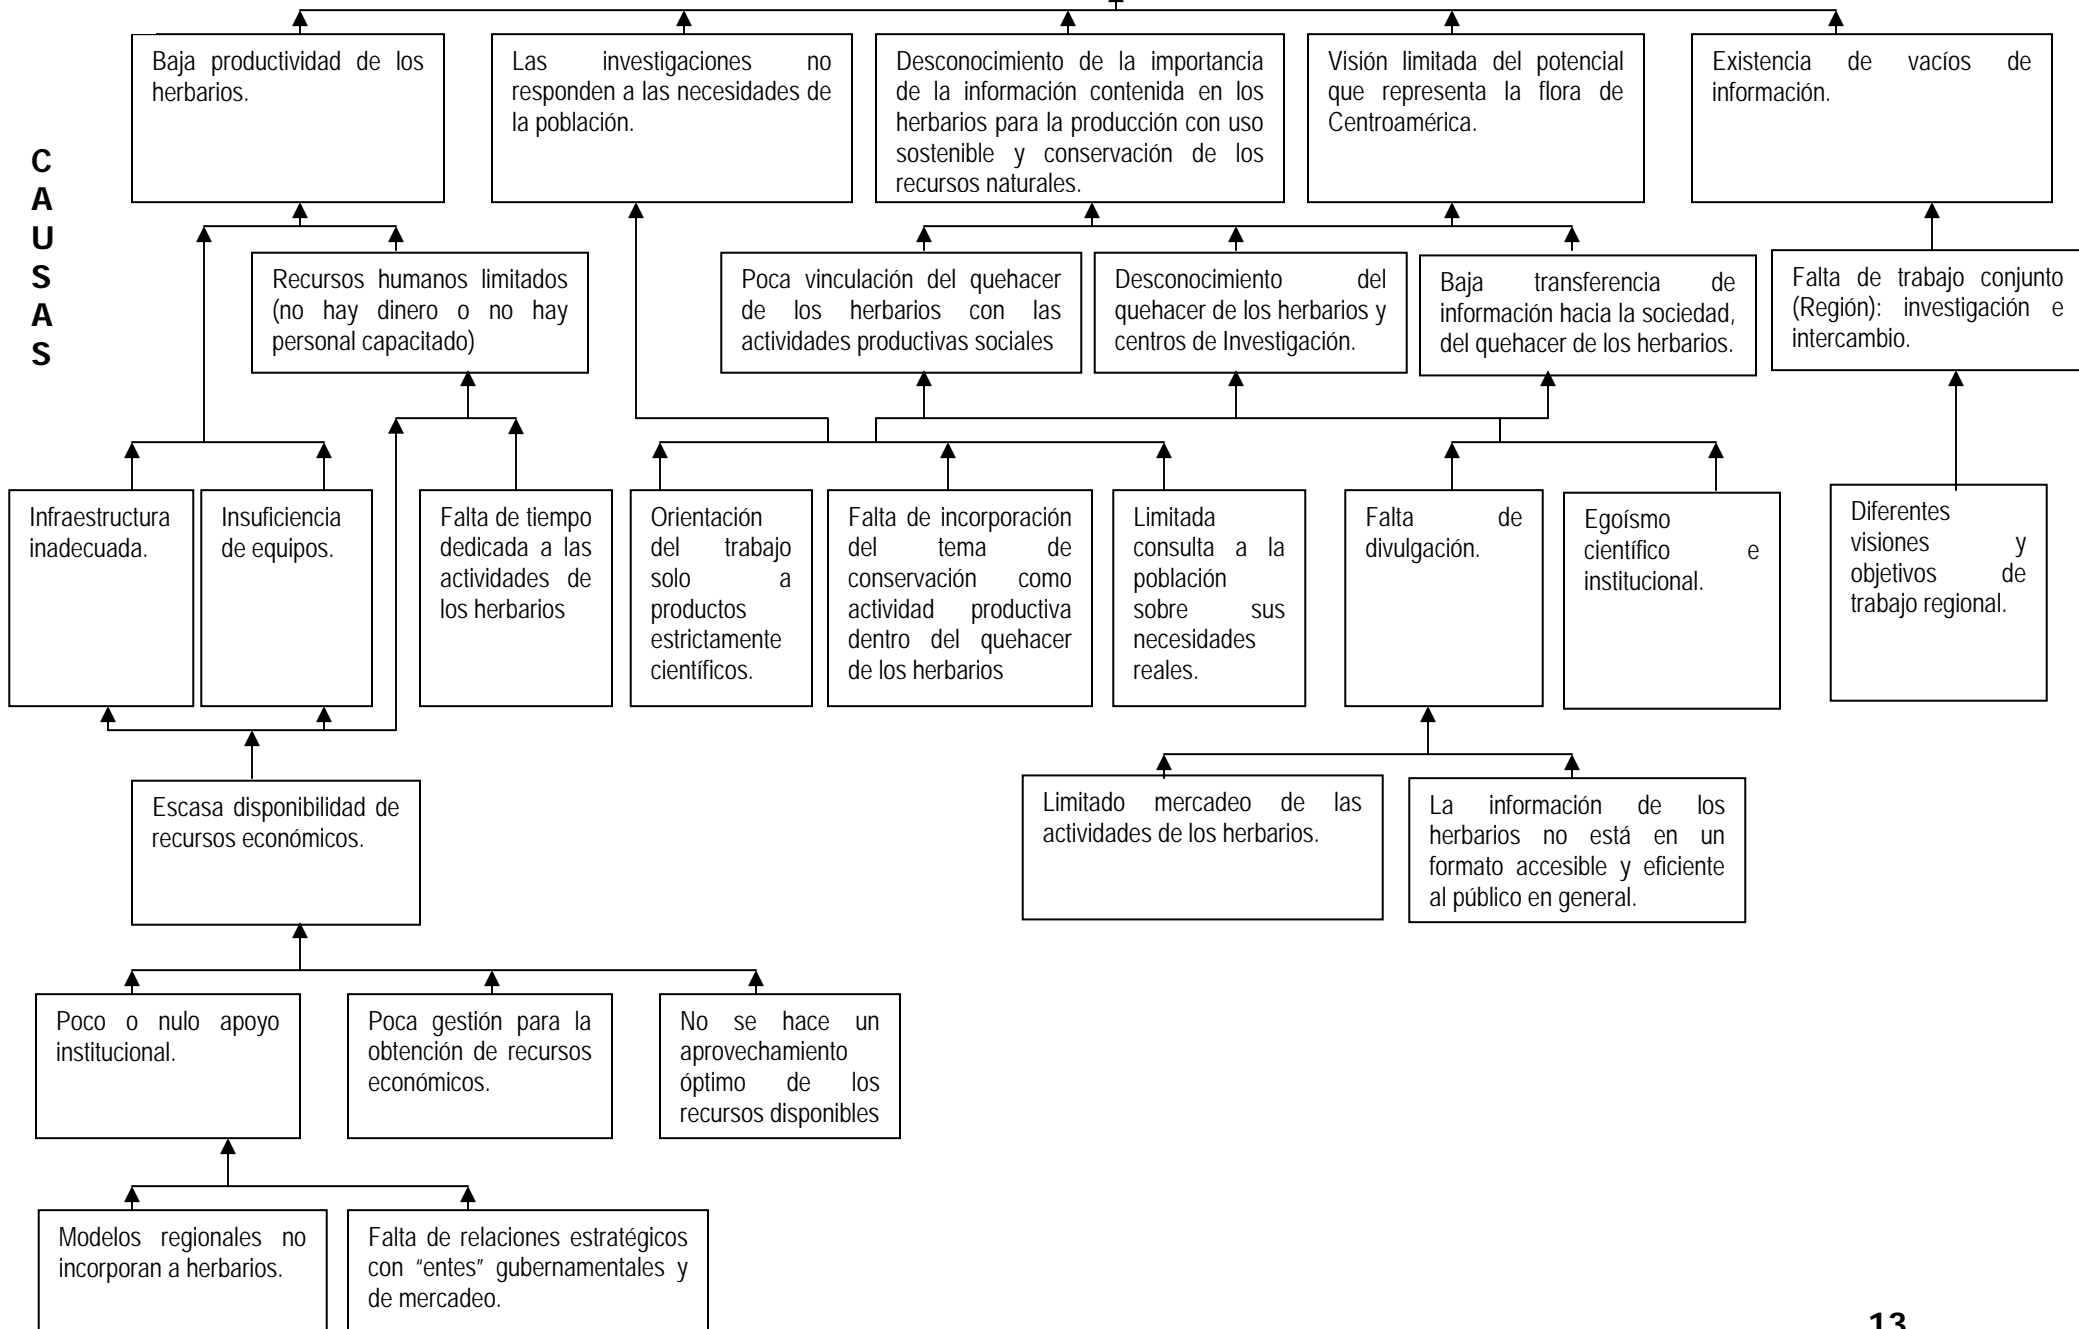 Baja productividad de los
herbarios.
Las investigaciones no
responden a las necesidades de
la población.
Desconocimiento de la importancia
de la información contenida en los
herbarios para la producción con uso
sostenible y conservación de los
recursos naturales.
Visión limitada del potencial
que representa la flora de
Centroamérica.
Existencia de vacíos de
información.
C
A
U
S
A
S
Recursos humanos limitados
(no hay dinero o no hay
personal capacitado)
Poca vinculación del quehacer
de los herbarios con las
actividades productivas sociales
Desconocimiento del
quehacer de los herbarios y
centros de Investigación.
Baja transferencia de
información hacia la sociedad,
del quehacer de los herbarios.
Falta de trabajo conjunto
(Región): investigación e
intercambio.
Infraestructura
inadecuada.
Insuficiencia
de equipos.
Falta de tiempo
dedicada a las
actividades de
los herbarios
Orientación
del trabajo
solo a
productos
estrictamente
científicos.
Falta de incorporación
del tema de
conservación como
actividad productiva
dentro del quehacer
de los herbarios
Limitada
consulta a la
población
sobre sus
necesidades
reales.
Falta de
divulgación.
Egoísmo
científico e
institucional.
Diferentes
visiones y
objetivos de
trabajo regional.
Escasa disponibilidad de
recursos económicos.
Limitado mercadeo de las
actividades de los herbarios.
La información de los
herbarios no está en un
formato accesible y eficiente
al público en general.
Poco o nulo apoyo
institucional.
Poca gestión para la
obtención de recursos
económicos.
No se hace un
aprovechamiento
óptimo de los
recursos disponibles
Modelos regionales no
incorporan a herbarios.
Falta de relaciones estratégicos
con "entes" gubernamentales y
de mercadeo.
13